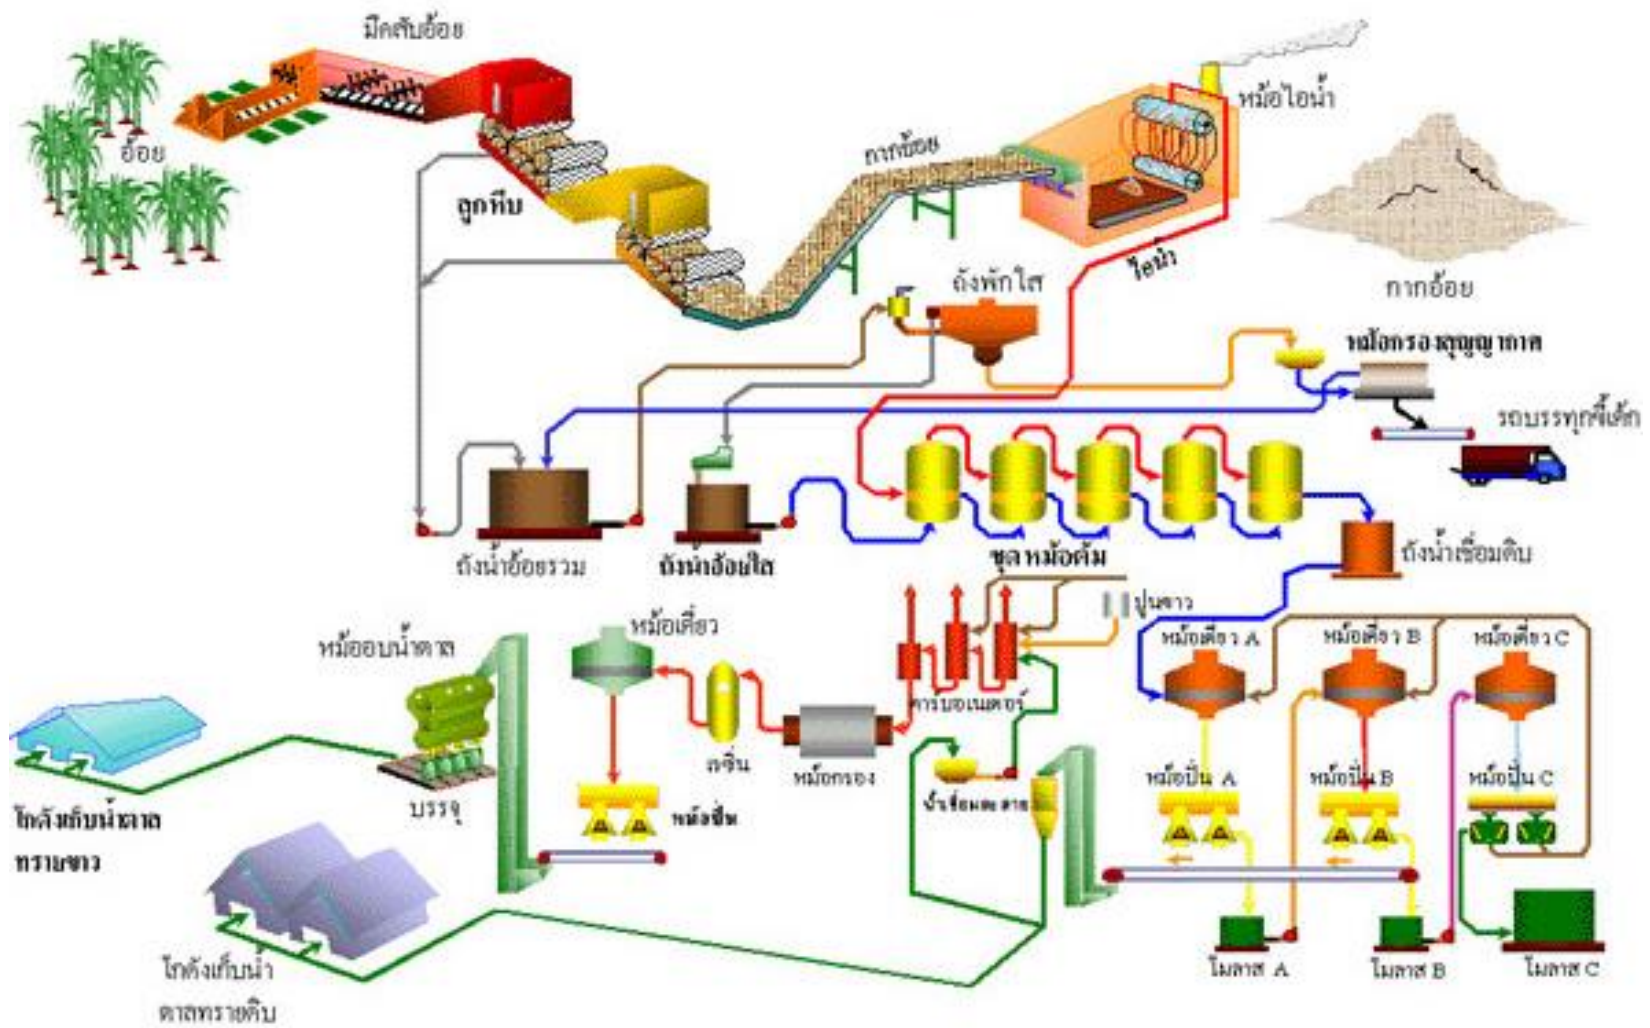 มีดสับอ้อย
อ้อย
ลูกหีบ
กากอ้อย
หม้อไอน้ำ
ไอน้ำ
กากอ้อย
ถังพักใส
หม้อกรองสุญญากาศ
รถบรรทุกขี้เค้ก
ถังน้ำอ้อยรวม
ถังน้ำอ้อยใส
ชุดหม้อต้ม
ถังน้ำเชื่อมดิบ
ปูนขาว
หม้ออบน้ำตาล
หม้อเคี่ยว
คาร์บอเนเตอร์
หม้อเคี่ยว A
หม้อเคี่ยว B
หม้อเคี่ยว C
เรซิ่น
หม้อกรอง
บรรจุ
หม้อปั่น
น้ำเชื่อมละลาย
หม้อปั่น A
หม้อปั่น B
หม้อปั่น C
โกดังเก็บน้ำตาล
ทรายขาว
โกดังเก็บน้ำ
ตาลทรายดิบ
โมลาส A
โมลาส B
โมลาส C